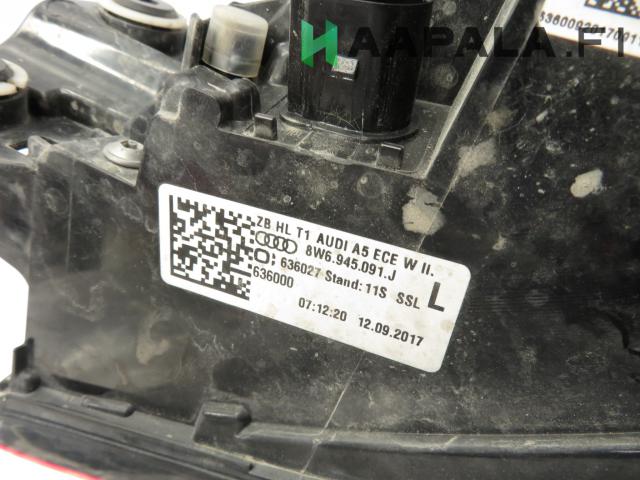 HAAPALA.FI
ZB HL T1 AUDI A5 ECE W II.
8W6.945.091.J
636027 Stand: 11S SSL L
636000
07:12:20 12.09.2017